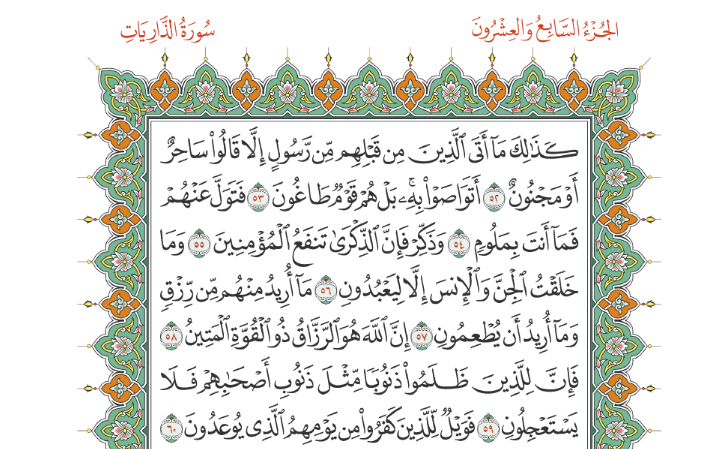 الجُزْءُ السَّابِعُ وَالعِشْرُونَ
سُورَةُ الذَّارِيَاتِ
كَذَٰلِكَ مَآ أَتَى ٱلَّذِينَ مِن قَبْلِهِم مِّن رَّسُولٍ إِلَّا قَالُوا۟ سَاحِرٌ
أَوْ مَجْنُونٌ ٥٢ أَتَوَاصَوْا۟ بِهِۦۚ بَلْ هُمْ قَوْمٌ طَاغُونَ ٥٣ فَتَوَلَّ عَنْهُمْ
فَمَآ أَنتَ بِمَلُومٍ ٥٤ وَذَكِّرْ فَإِنَّ ٱلذِّكْرَىٰ تَنفَعُ ٱلْمُؤْمِنِينَ ٥٥ وَمَا
خَلَقْتُ ٱلْجِنَّ وَٱلْإِنسَ إِلَّا لِيَعْبُدُونِ ٥٦ مَآ أُرِيدُ مِنْهُم مِّن رِّزْقٍ
وَمَآ أُرِيدُ أَن يُطْعِمُونِ ٥٧ إِنَّ ٱللَّهَ هُوَ ٱلرَّزَّاقُ ذُو ٱلْقُوَّةِ ٱلْمَتِينُ ٥٨
فَإِنَّ لِلَّذِينَ ظَلَمُوا۟ ذَنُوبًا مِّثْلَ ذَنُوبِ أَصْحَٰبِهِمْ فَلَا
يَسْتَعْجِلُونِ ٥٩ فَوَيْلٌ لِّلَّذِينَ كَفَرُوا۟ مِن يَوْمِهِمُ ٱلَّذِى يُوعَدُونَ ٦٠